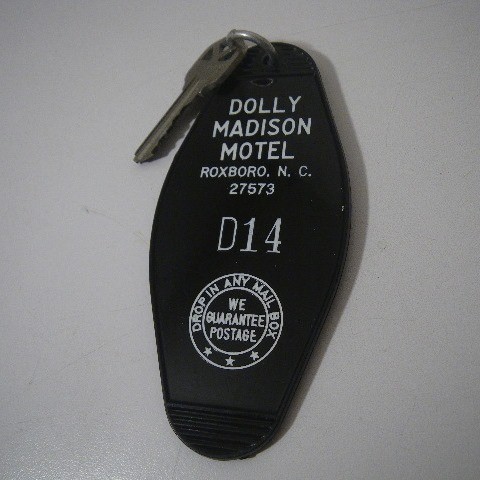 DOLLY
MADISON
MOTEL
ROXBORO, N. C.
27573
D14
DROP IN ANY MAIL BOX
WE
GUARANTEE
POSTAGE